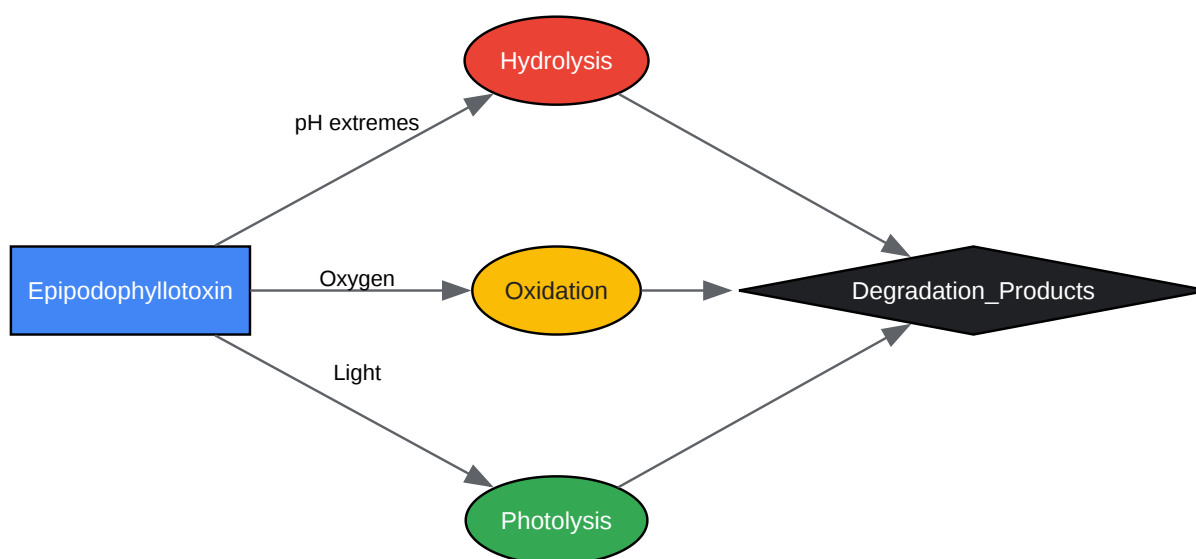 Hydrolysis
pH extremes
Epipodophyllotoxin
Oxygen
Oxidation
Degradation_Products
Light
Photolysis